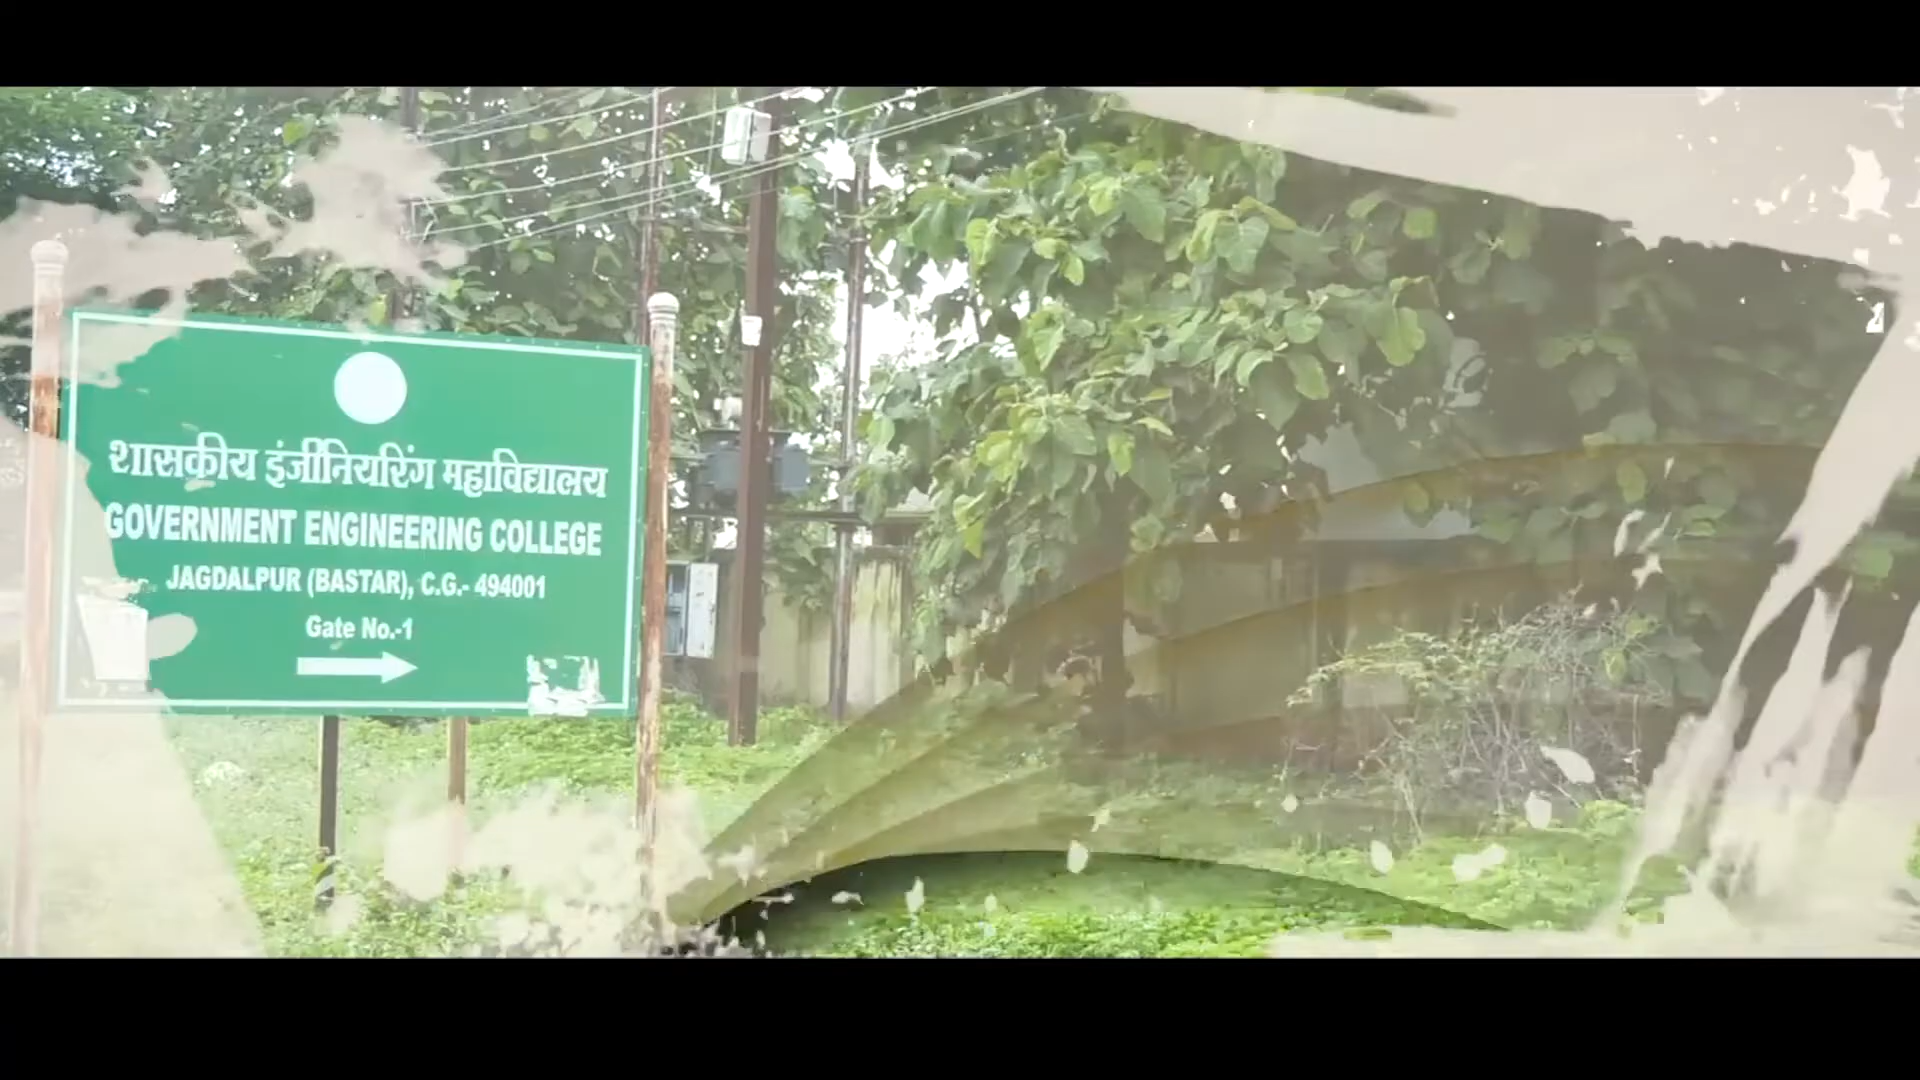 शासकीय इंजीनियरिंग महाविद्यालय
GOVERNMENT ENGINEERING COLLEGE
JAGDALPUR (BASTAR), C.G.- 494001
Gate No.-1